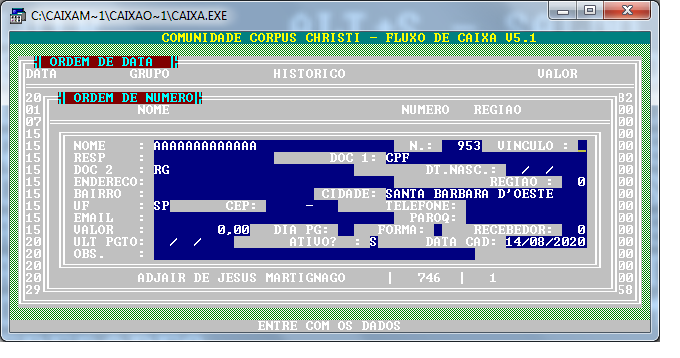 C:\CAIXAM~1\CAIXAO~1\CAIXA.EXE
COMUNIDADE CORPUS CHRISTI - FLUXO DE CAIXA V5.1
ORDEM DE DATA
DATA GRUPO HISTORICO VALOR
20 ORDEM DE NUMERO 82
01 NOME NUMERO REGIAO 00
07 00
15 00
15 NOME : AAAAAAAAAAAAA N.: 953 VINCULO : 00
15 RESP : DOC 1: CPF 00
15 DOC 2 : RG DT.NASC.: / / 00
15 ENDERECO: REGIAO : 0 00
15 BAIRRO : CIDADE: SANTA BARBARA D'OESTE 00
15 UF : SP CEP: - TELEFONE: 00
15 EMAIL : PAROQ: 00
15 VALOR : 0,00 DIA PG: FORMA: RECEBEDOR: 0 00
15 ULT PGTO: / / ATIVO? : S DATA CAD: 14/08/2020 00
20 OBS. : 00
20 00
20 ADJAIR DE JESUS MARTIGNAGO | 746 | 1 00
29 58
ENTRE COM OS DADOS